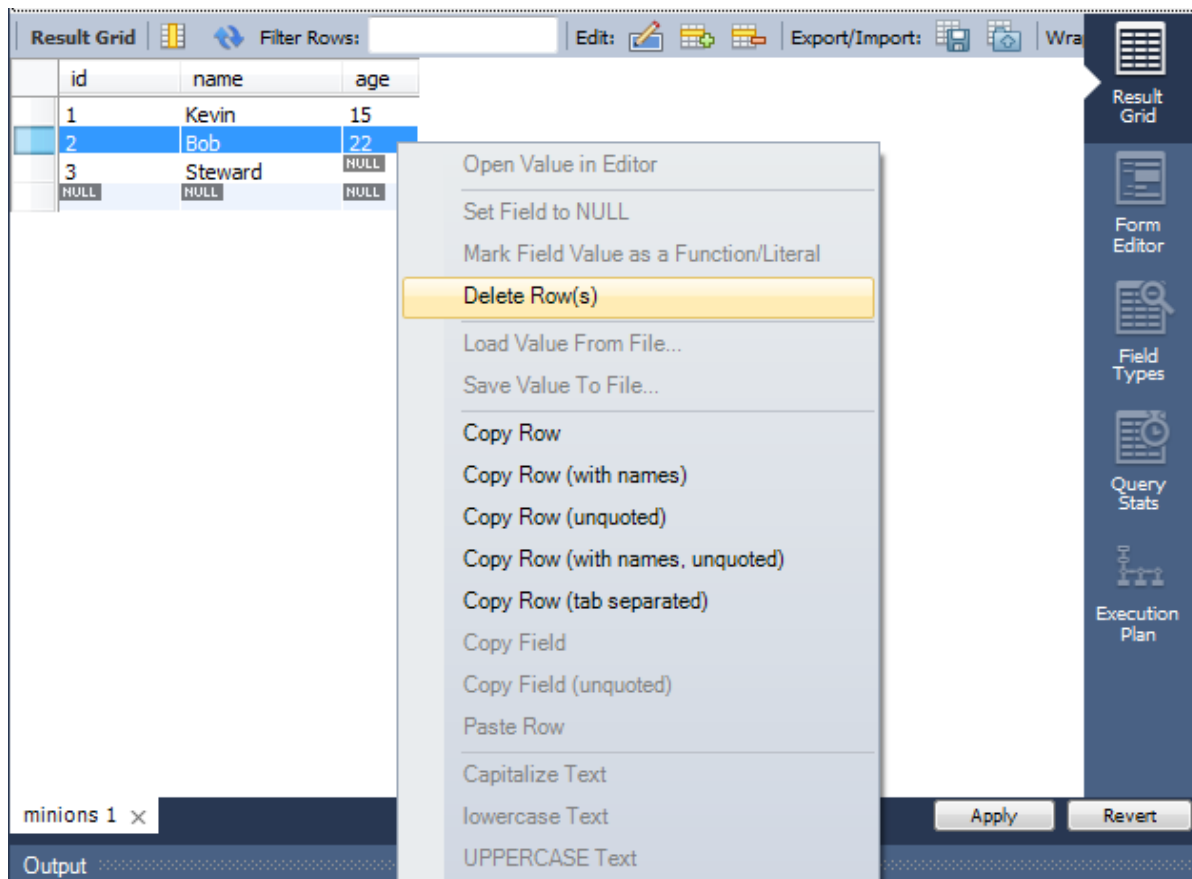 Result Grid Filter Rows: Edit: Export/Import: Wra
id name age
1 Kevin 15
2 Bob 22
3 Steward NULL
NULL NULL NULL
Open Value in Editor
Set Field to NULL
Mark Field Value as a Function/Literal
Delete Row(s)
Load Value From File...
Save Value To File...
Copy Row
Copy Row (with names)
Copy Row (unquoted)
Copy Row (with names, unquoted)
Copy Row (tab separated)
Copy Field
Copy Field (unquoted)
Paste Row
Capitalize Text
lowercase Text
UPPERCASE Text
Result
Grid
Form
Editor
Field
Types
Query
Stats
Execution
Plan
minions 1
Apply Revert
Output